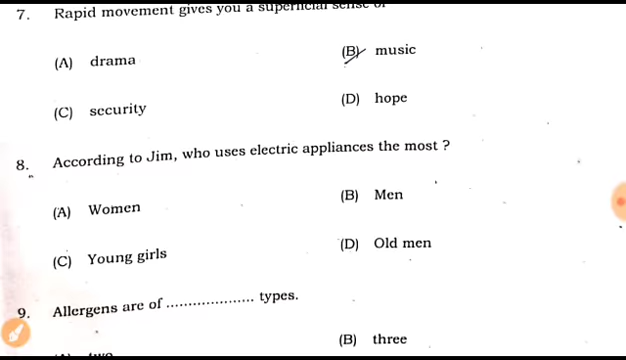 7. Rapid movement gives you a superficial sense of
(A) drama
(B) music
(C) security
(D) hope
8. According to Jim, who uses electric appliances the most ?
(A) Women
(B) Men
(C) Young girls
(D) Old men
9. Allergens are of .................... types.
(B) three